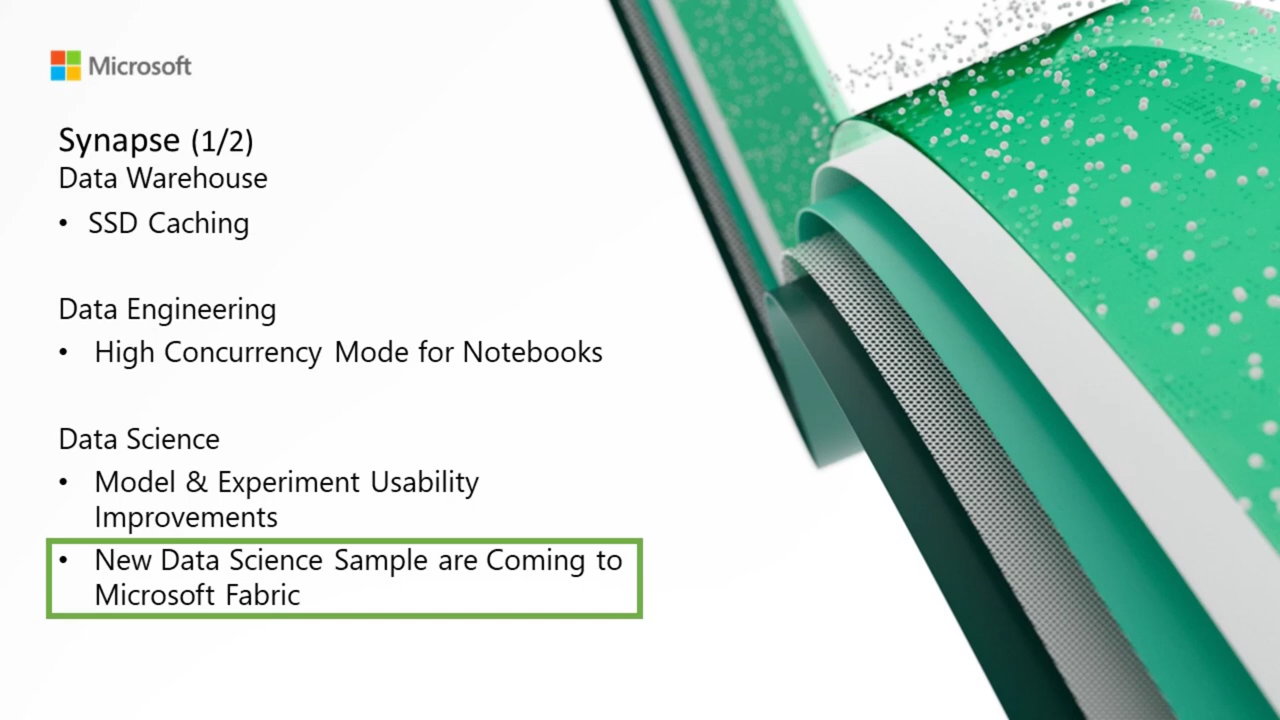 Microsoft
Synapse (1/2)
Data Warehouse
• SSD Caching
Data Engineering
• High Concurrency Mode for Notebooks
Data Science
• Model & Experiment Usability
Improvements
• New Data Science Sample are Coming to
Microsoft Fabric